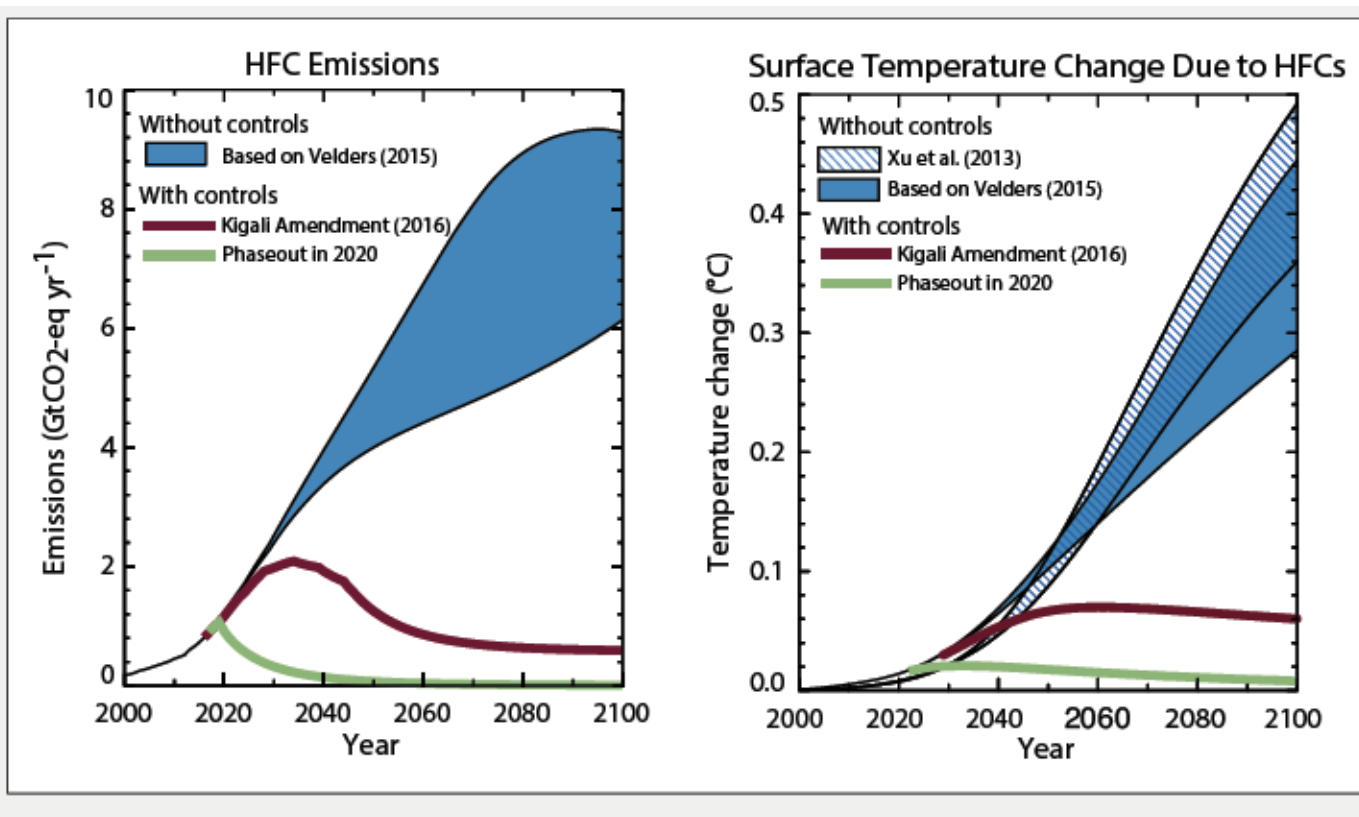 HFC Emissions
10
8
6
4
2
0
Emissions (GtCO2-eq yr⁻¹)
Without controls
Based on Velders (2015)
With controls
Kigali Amendment (2016)
Phaseout in 2020
2000 2020 2040 2060 2080 2100
Year
Surface Temperature Change Due to HFCs
0.5
0.4
0.3
0.2
0.1
0.0
Temperature change (°C)
Without controls
Xu et al. (2013)
Based on Velders (2015)
With controls
Kigali Amendment (2016)
Phaseout in 2020
2000 2020 2040 2060 2080 2100
Year